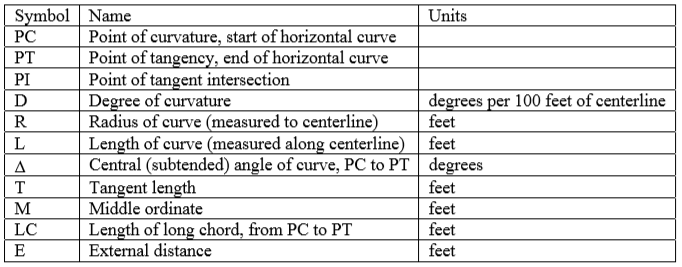 Symbol Name Units
PC Point of curvature, start of horizontal curve
PT Point of tangency, end of horizontal curve
PI Point of tangent intersection
D Degree of curvature degrees per 100 feet of centerline
R Radius of curve (measured to centerline) feet
L Length of curve (measured along centerline) feet
Δ Central (subtended) angle of curve, PC to PT degrees
T Tangent length feet
M Middle ordinate feet
LC Length of long chord, from PC to PT feet
E External distance feet